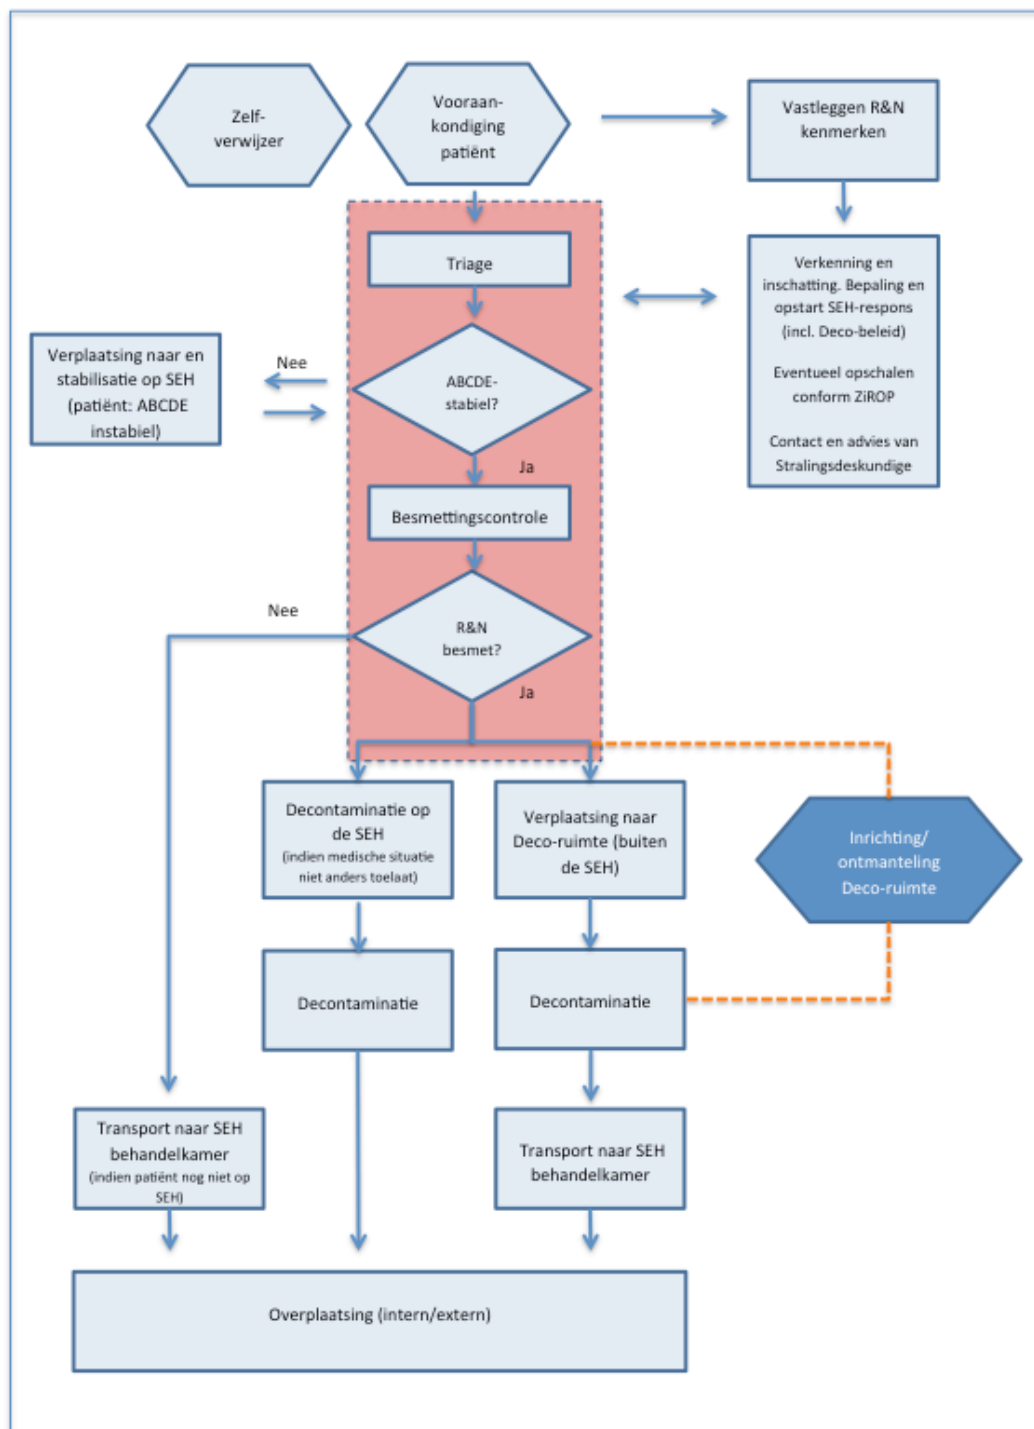 Zelf-
verwijzer
Vooraan-
kondiging
patiënt
Vastleggen R&N
kenmerken
Triage
Verkenning en
inschatting. Bepaling en
opstart SEH-respons
(incl. Deco-beleid)
Eventueel opschalen
conform ZiROP
Contact en advies van
Stralingsdeskundige
Verplaatsing naar en
stabilisatie op SEH
(patiënt: ABCDE
instabiel)
Nee
ABCDE-
stabiel?
Ja
Besmettingscontrole
Nee
R&N
besmet?
Ja
Decontaminatie op
de SEH
(indien medische situatie
niet anders toelaat)
Verplaatsing naar
Deco-ruimte (buiten
de SEH)
Inrichting/
ontmanteling
Deco-ruimte
Decontaminatie
Decontaminatie
Transport naar SEH
behandelkamer
(indien patiënt nog niet op
SEH)
Transport naar SEH
behandelkamer
Overplaatsing (intern/extern)